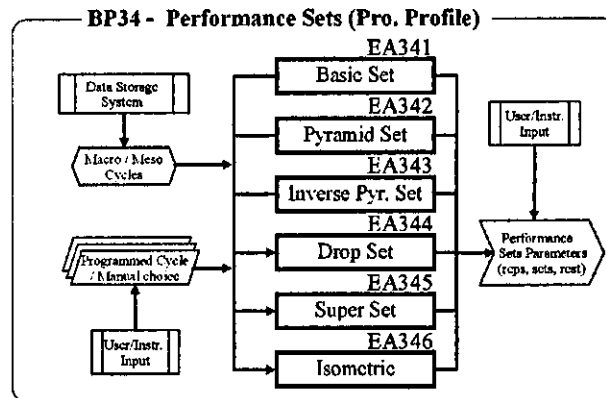 BP34 - Performance Sets (Pro. Profile)
EA341
Basic Set
Data Storage
System
EA342
Pyramid Set
User/Instr.
Input
Macro / Meso
Cycles
EA343
Inverse Pyr. Set
EA344
Drop Set
Performance
Sets Parameters
(reps, sets, rest)
Programmed Cycle
/ Manual choice
EA345
Super Set
User/Instr.
Input
EA346
Isometric